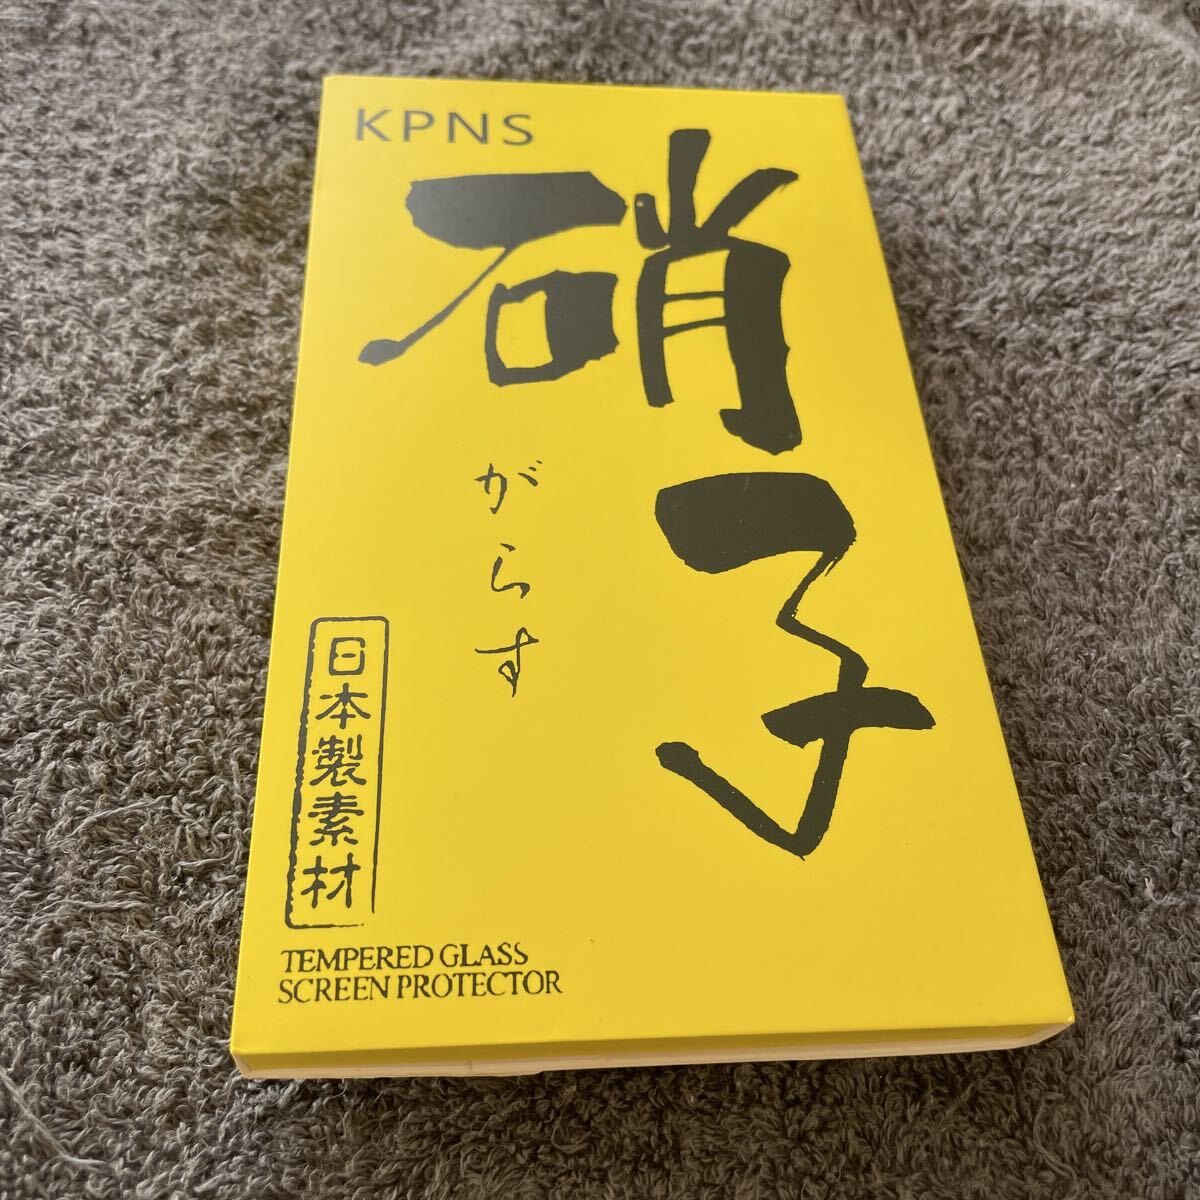 KPNS
硝子
がらす
日本製素材
TEMPERED GLASS
SCREEN PROTECTOR